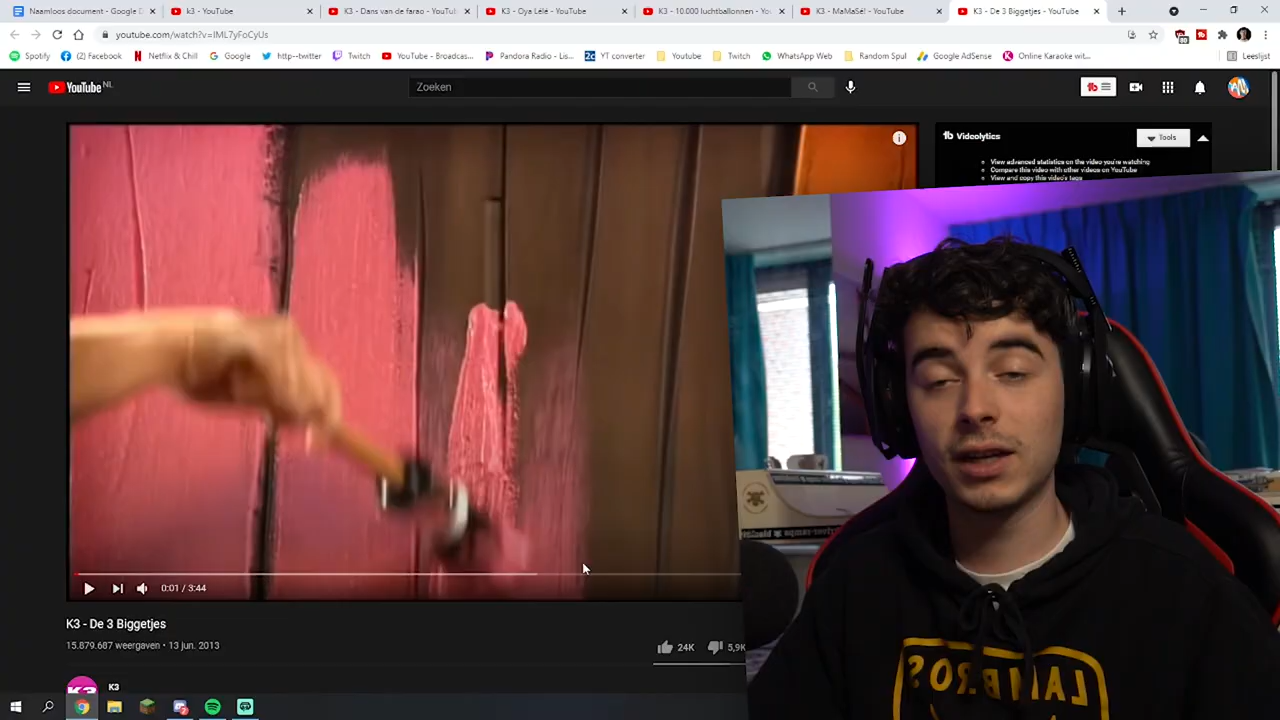 Naamloos document - Google D
k3 - YouTube
K3 - Dans van de farao - YouTub
K3 - Oya Lélé - YouTube
K3 - 10.000 luchtballonnen - Yo
K3 - MaMaSé! - YouTube
K3 - De 3 Biggetjes - YouTube
youtube.com/watch?v=IML7yFoCyUs
Spotify
(2) Facebook
Netflix & Chill
Google
http--twitter
Twitch
YouTube - Broadcas...
Pandora Radio - Lis...
YT converter
Youtube
Twitch
WhatsApp Web
Random Spul
Google AdSense
Online Karaoke wit...
Leeslijst
YouTube NL
Zoeken
Videolytics
Tools
View advanced statistics on the video you're watching
Compare this video with other videos on YouTube
View and copy this video's tags
0:01 / 3:44
K3 - De 3 Biggetjes
15.879.687 weergaven • 13 jun. 2013
24K
5,9K
K3
K3
LAMBROS